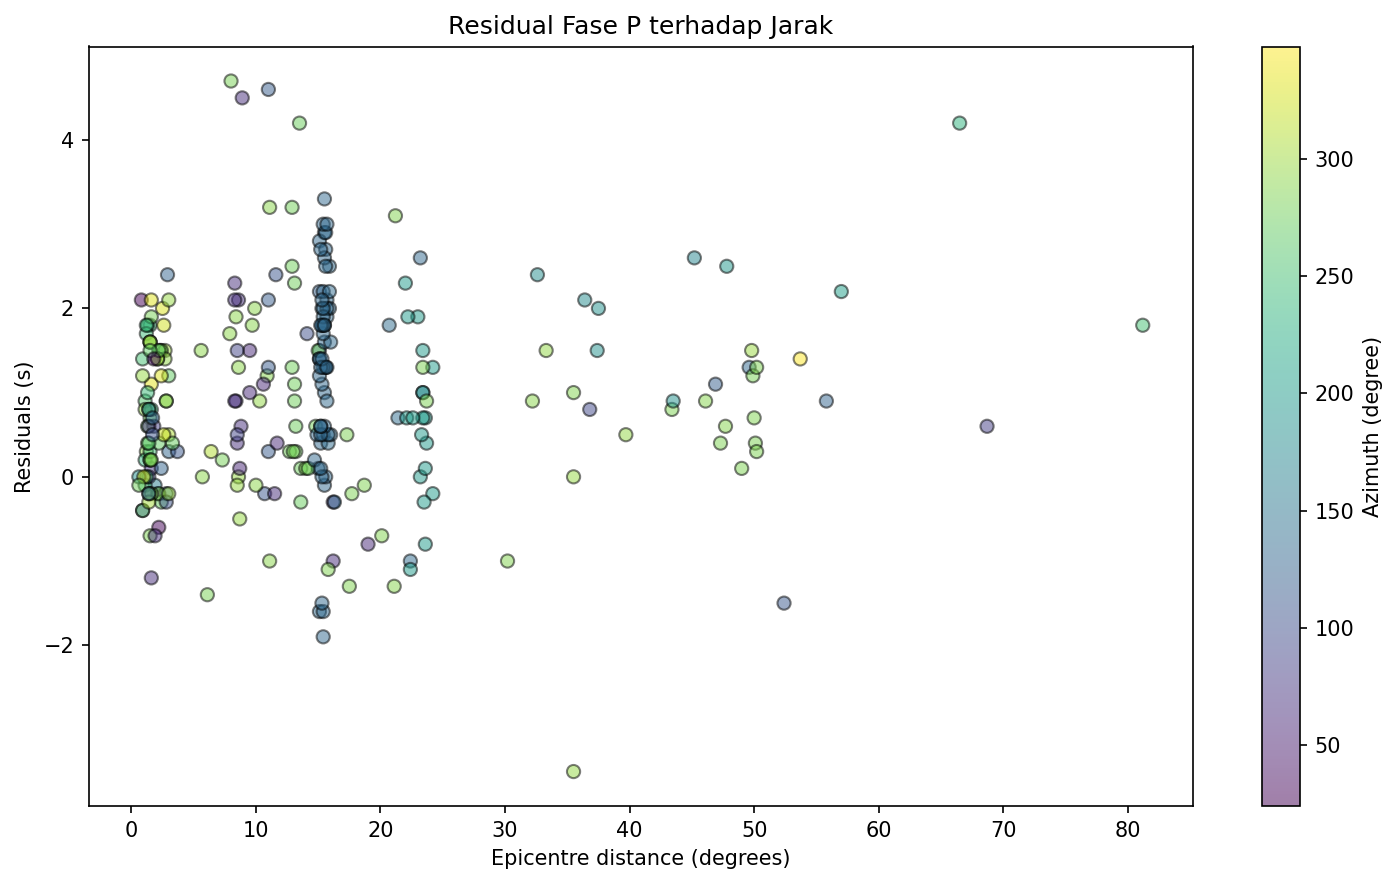 Residual Fase P terhadap Jarak
Residuals (s)
4
2
0
−2
0 10 20 30 40 50 60 70 80
Epicentre distance (degrees)
300
250
200
150
100
50
Azimuth (degree)